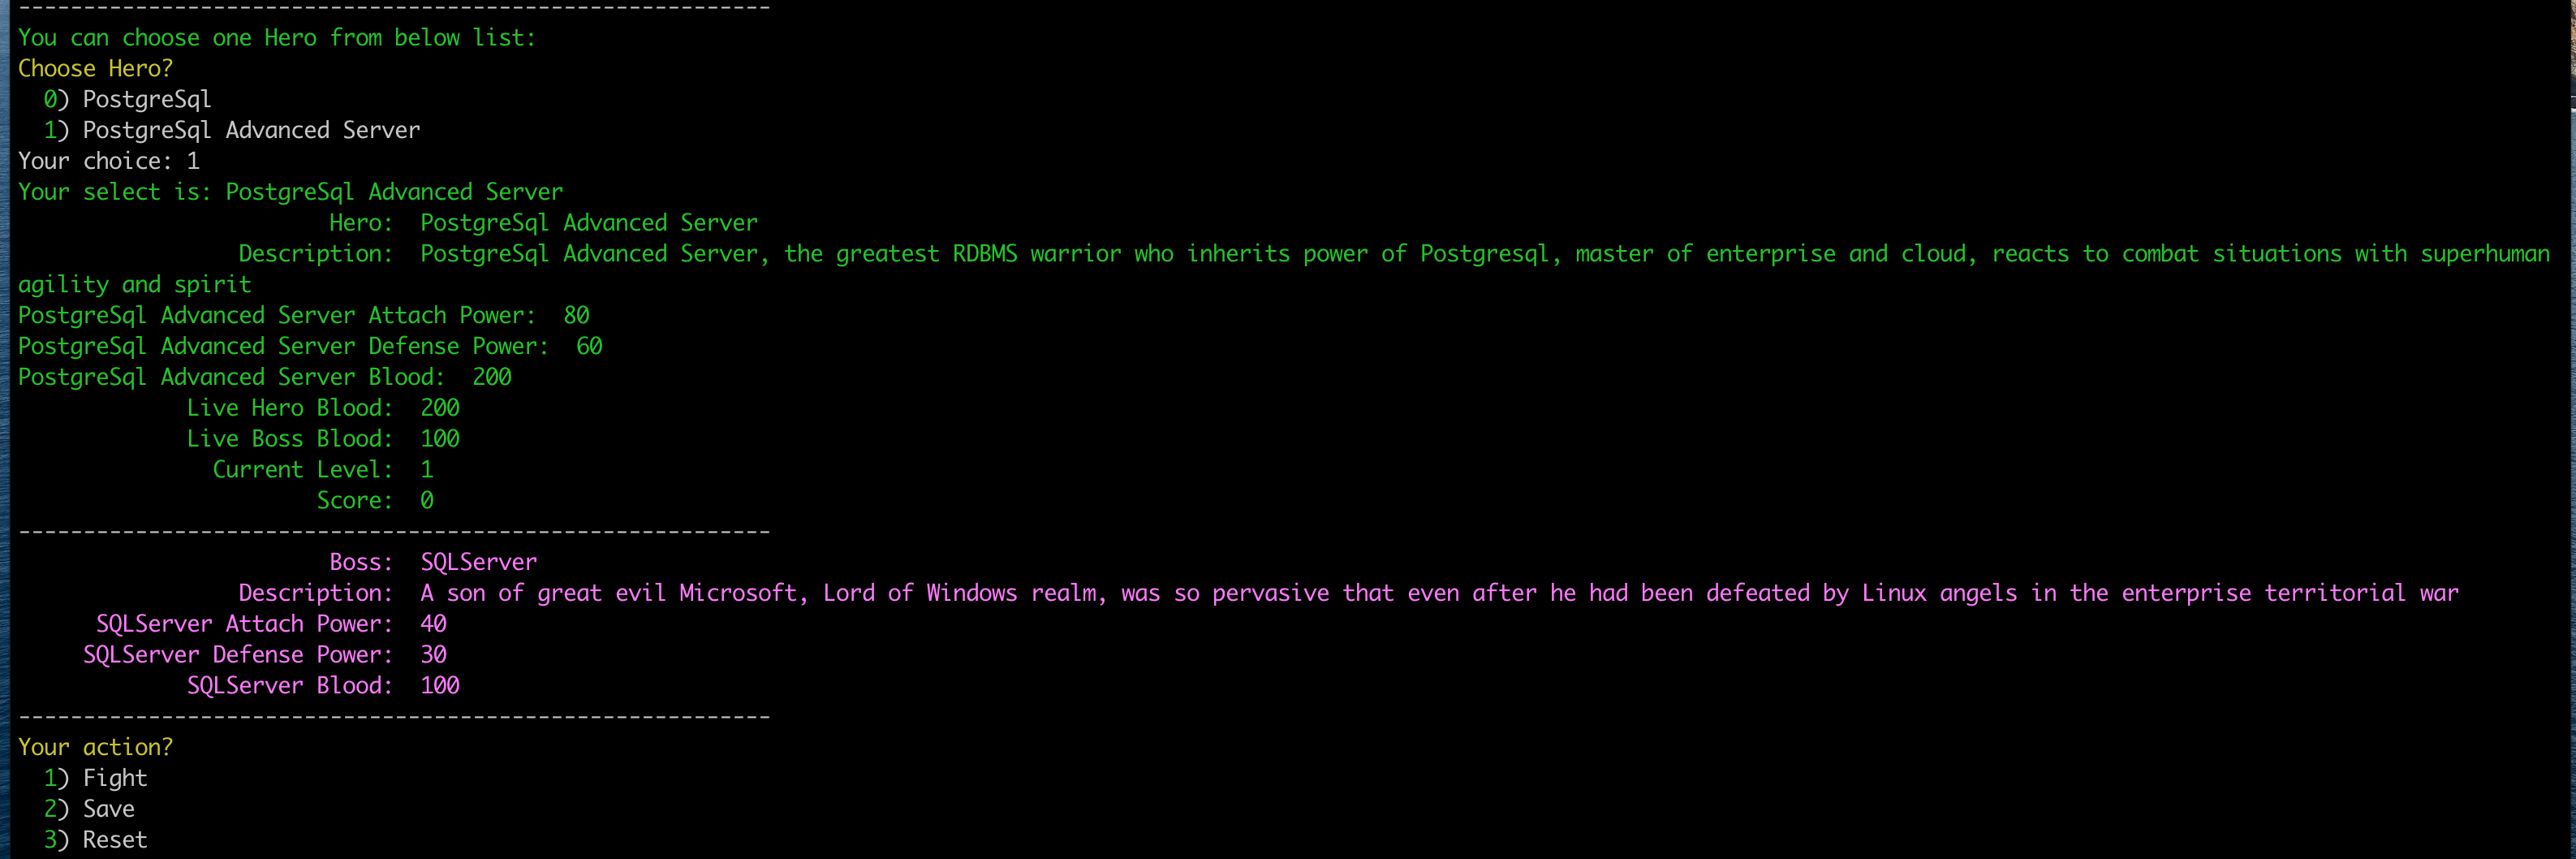 ----------------------------------------------------------
You can choose one Hero from below list:
Choose Hero?
  0) PostgreSql
  1) PostgreSql Advanced Server
Your choice: 1
Your select is: PostgreSql Advanced Server
                        Hero:  PostgreSql Advanced Server
                 Description:  PostgreSql Advanced Server, the greatest RDBMS warrior who inherits power of Postgresql, master of enterprise and cloud, reacts to combat situations with superhuman
agility and spirit
PostgreSql Advanced Server Attach Power:  80
PostgreSql Advanced Server Defense Power:  60
PostgreSql Advanced Server Blood:  200
             Live Hero Blood:  200
             Live Boss Blood:  100
               Current Level:  1
                       Score:  0
----------------------------------------------------------
                        Boss:  SQLServer
                 Description:  A son of great evil Microsoft, Lord of Windows realm, was so pervasive that even after he had been defeated by Linux angels in the enterprise territorial war
      SQLServer Attach Power:  40
     SQLServer Defense Power:  30
             SQLServer Blood:  100
----------------------------------------------------------
Your action?
  1) Fight
  2) Save
  3) Reset